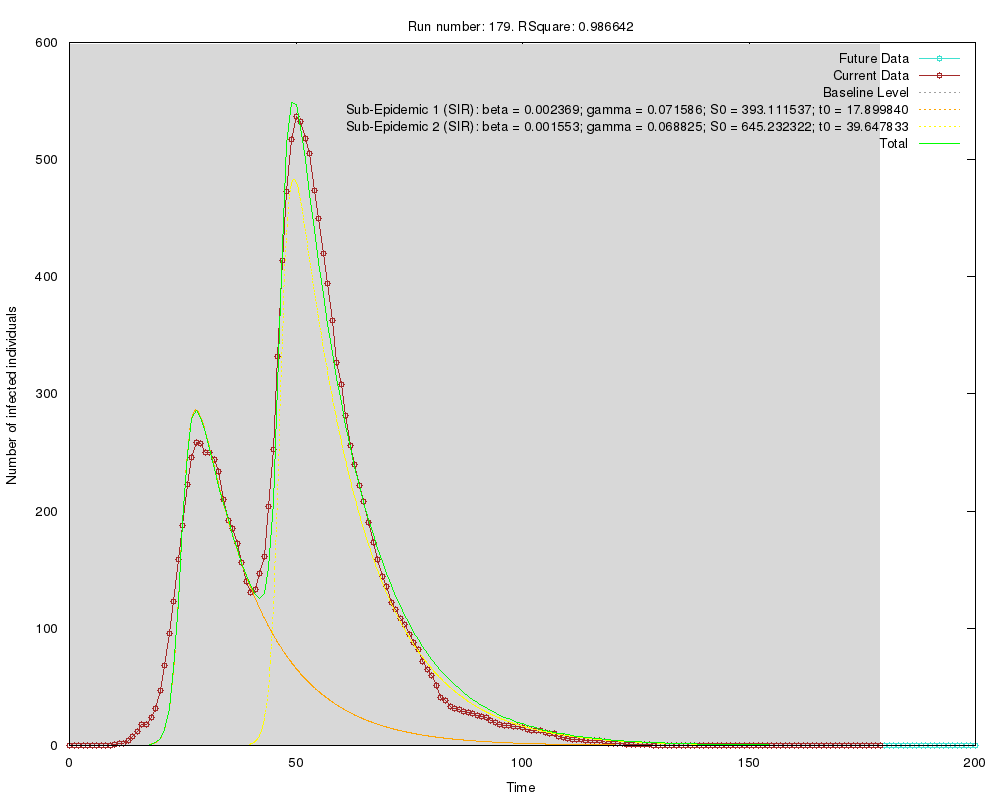 Run number: 179. RSquare: 0.986642
600
500
400
300
200
100
0
Number of infected individuals
Future Data
Current Data
Baseline Level
Sub-Epidemic 1 (SIR): beta = 0.002369; gamma = 0.071586; S0 = 393.111537; t0 = 17.899840
Sub-Epidemic 2 (SIR): beta = 0.001553; gamma = 0.068825; S0 = 645.232322; t0 = 39.647833
Total
0 50 100 150 200
Time